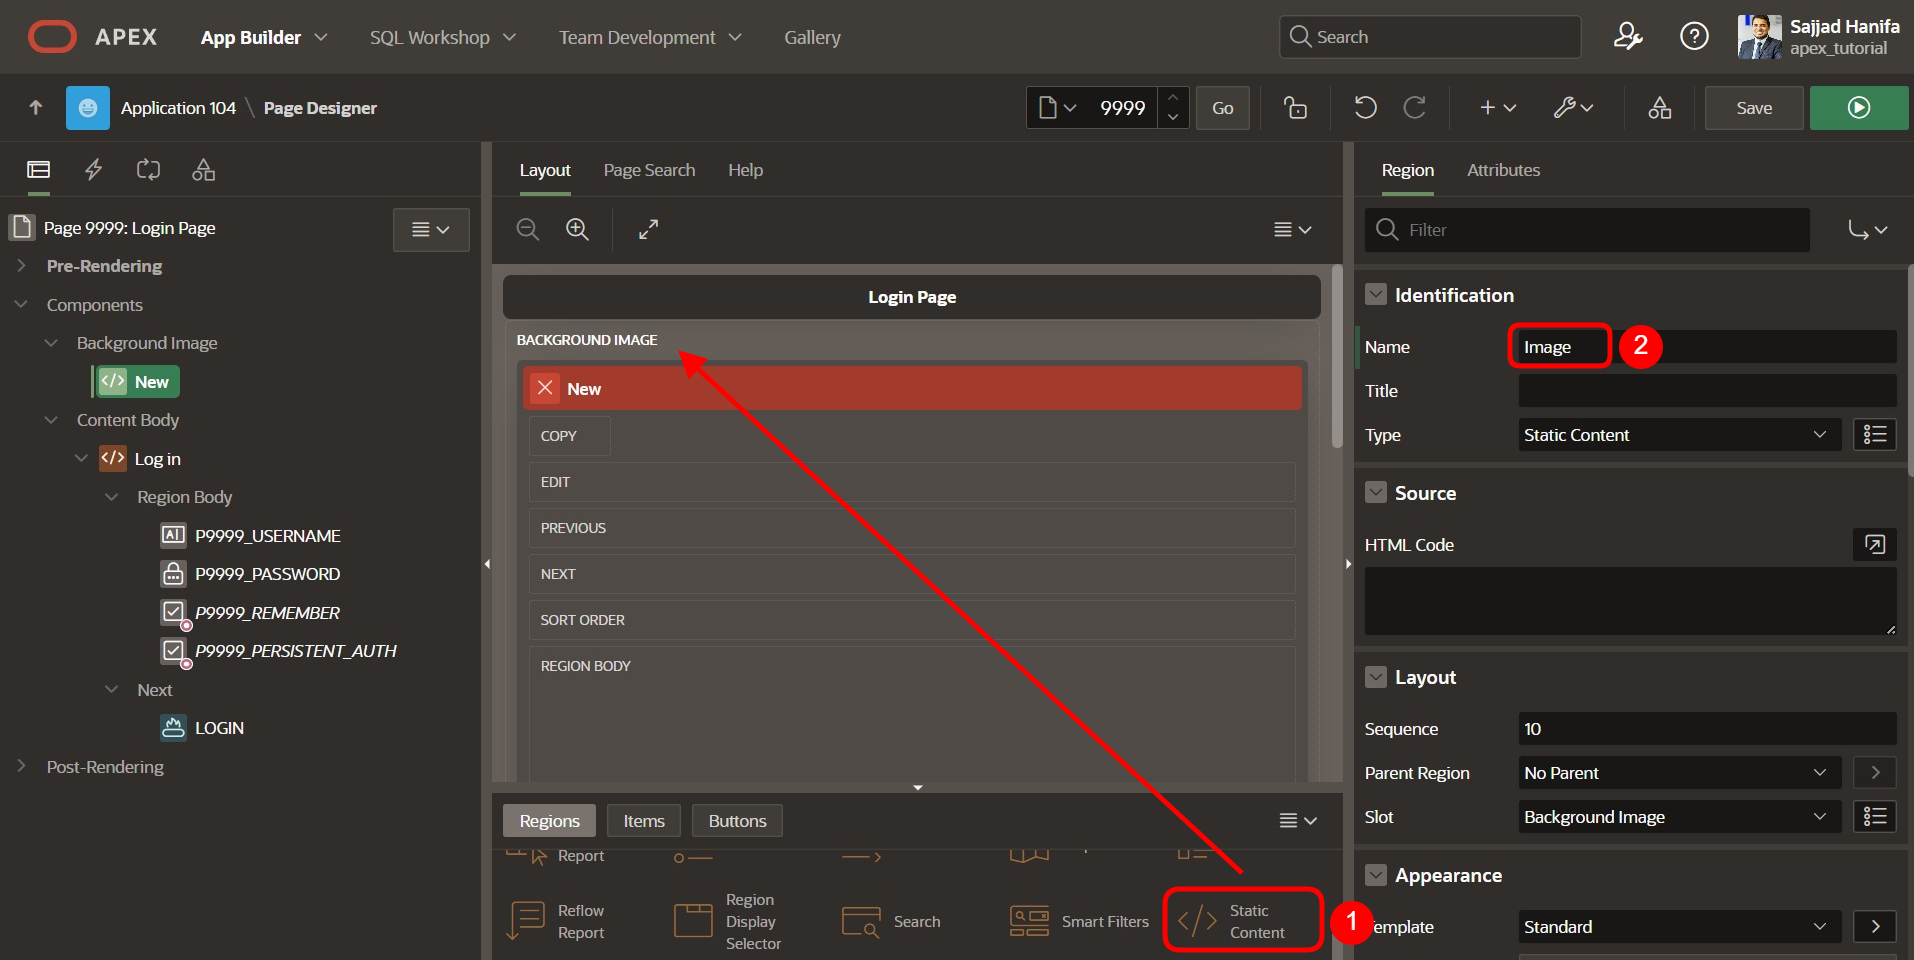 APEX App Builder SQL Workshop Team Development Gallery Search Sajjad Hanifa
apex_tutorial
Application 104 \ Page Designer 9999 Go Save
Layout Page Search Help
Region Attributes
Page 9999: Login Page
Pre-Rendering
Components
Background Image
</> New
Content Body
</> Log in
Region Body
P9999_USERNAME
P9999_PASSWORD
P9999_REMEMBER
P9999_PERSISTENT_AUTH
Next
LOGIN
Post-Rendering
Login Page
BACKGROUND IMAGE
New
COPY
EDIT
PREVIOUS
NEXT
SORT ORDER
REGION BODY
Regions Items Buttons
Report
Reflow
Report
Region
Display
Selector
Search
Smart Filters
Static
Content
1
Filter
Identification
Name Image 2
Title
Type Static Content
Source
HTML Code
Layout
Sequence 10
Parent Region No Parent
Slot Background Image
Appearance
emplate Standard